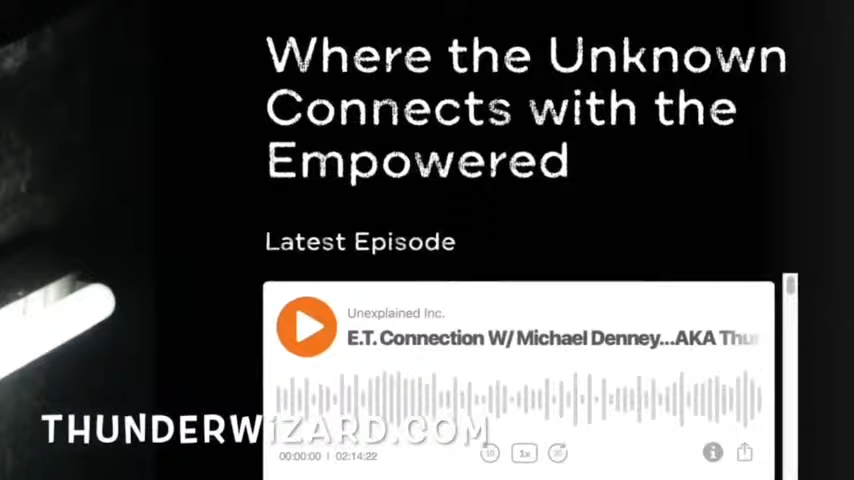 Where the Unknown
Connects with the
Empowered
Latest Episode
Unexplained Inc.
E.T. Connection W/ Michael Denney...AKA Thu
THUNDERWIZARD.COM
00:00:00 | 02:14:22
10
1x